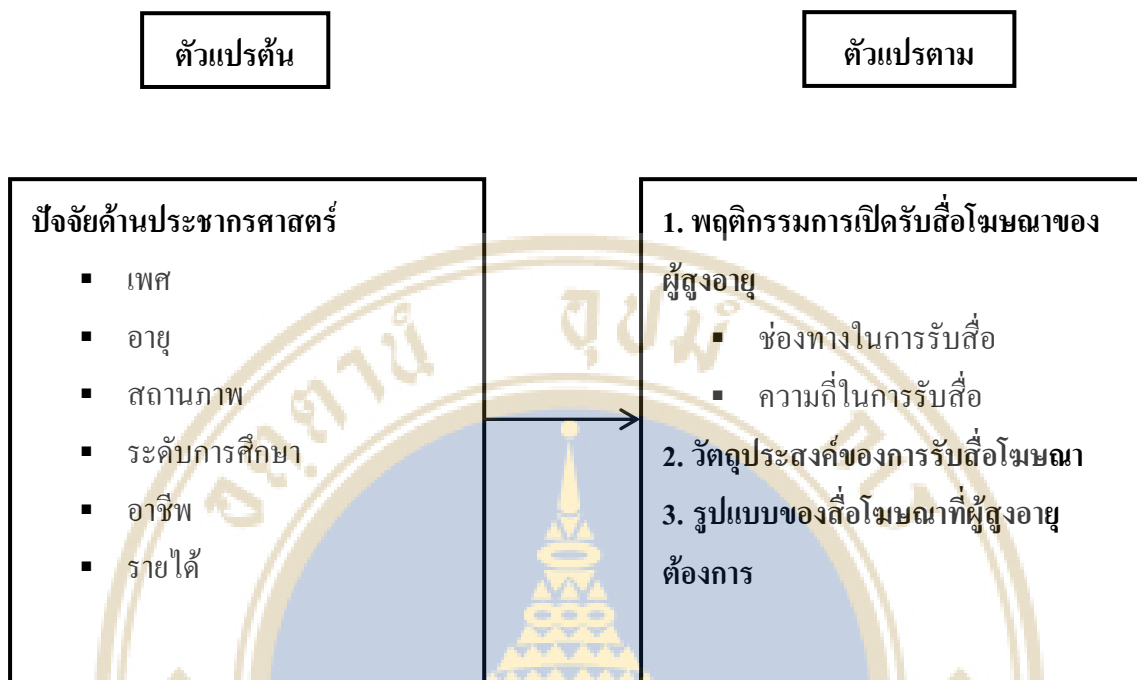 ตัวแปรต้น
ตัวแปรตาม
ปัจจัยด้านประชากรศาสตร์
▪ เพศ
▪ อายุ
▪ สถานภาพ
▪ ระดับการศึกษา
▪ อาชีพ
▪ รายได้
1. พฤติกรรมการเปิดรับสื่อโฆษณาของ
ผู้สูงอายุ
▪ ช่องทางในการรับสื่อ
▪ ความถี่ในการรับสื่อ
2. วัตถุประสงค์ของการรับสื่อโฆษณา
3. รูปแบบของสื่อโฆษณาที่ผู้สูงอายุ
ต้องการ